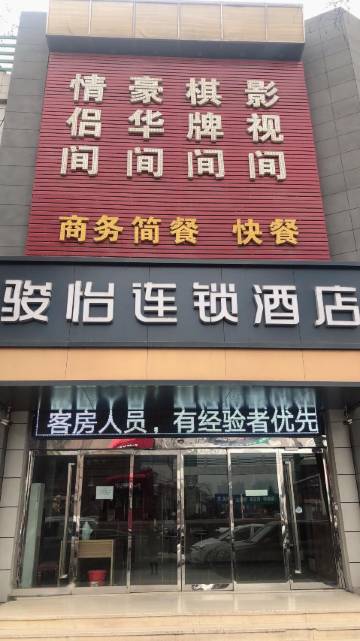 情侣间
豪华间
棋牌间
影视间
商务简餐 快餐
骏怡连锁酒店
客房人员，有经验者优先